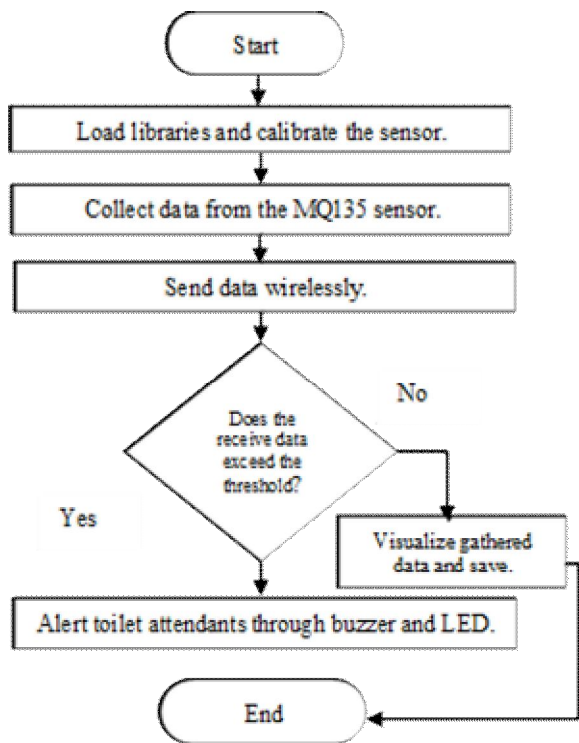 Start
Load libraries and calibrate the sensor.
Collect data from the MQ135 sensor.
Send data wirelessly.
Does the
receive data
exceed the
threshold?
No
Yes
Visualize gathered
data and save.
Alert toilet attendants through buzzer and LED.
End